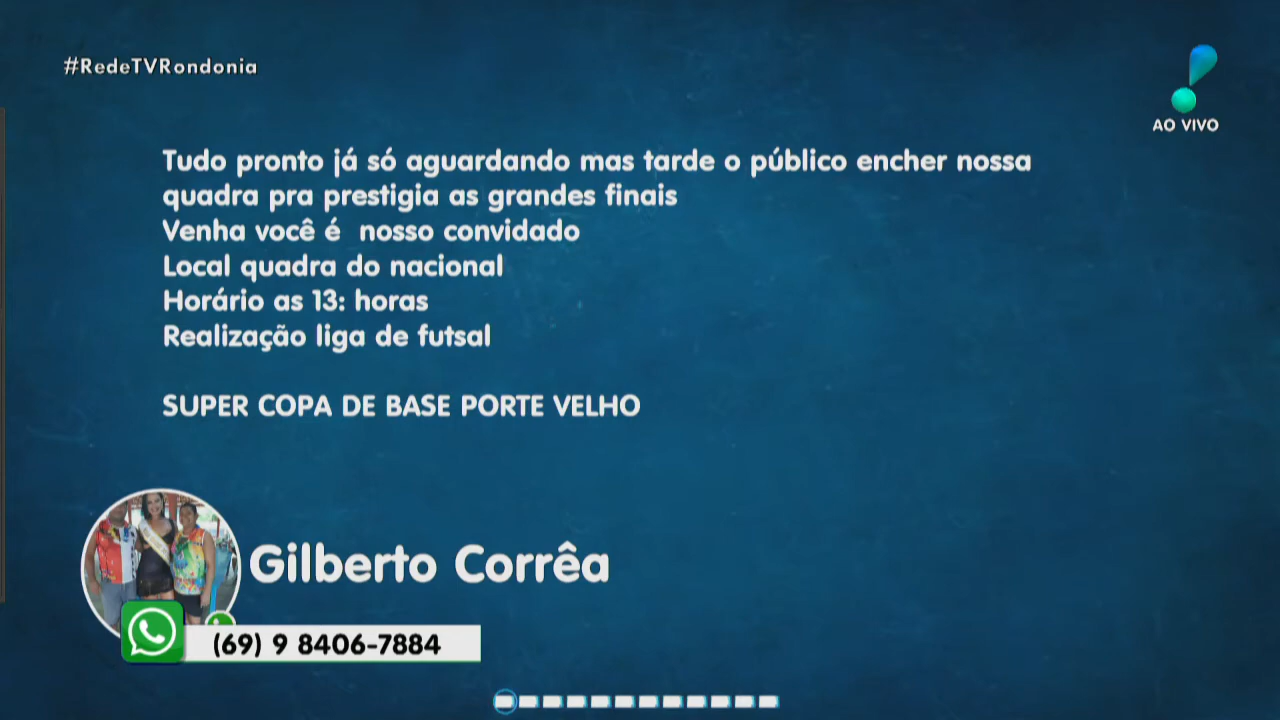 #RedeTVRondonia
AO VIVO
Tudo pronto já só aguardando mas tarde o público encher nossa
quadra pra prestigia as grandes finais
Venha você é  nosso convidado
Local quadra do nacional
Horário as 13: horas
Realização liga de futsal
SUPER COPA DE BASE PORTE VELHO
Gilberto Corrêa
(69) 9 8406-7884